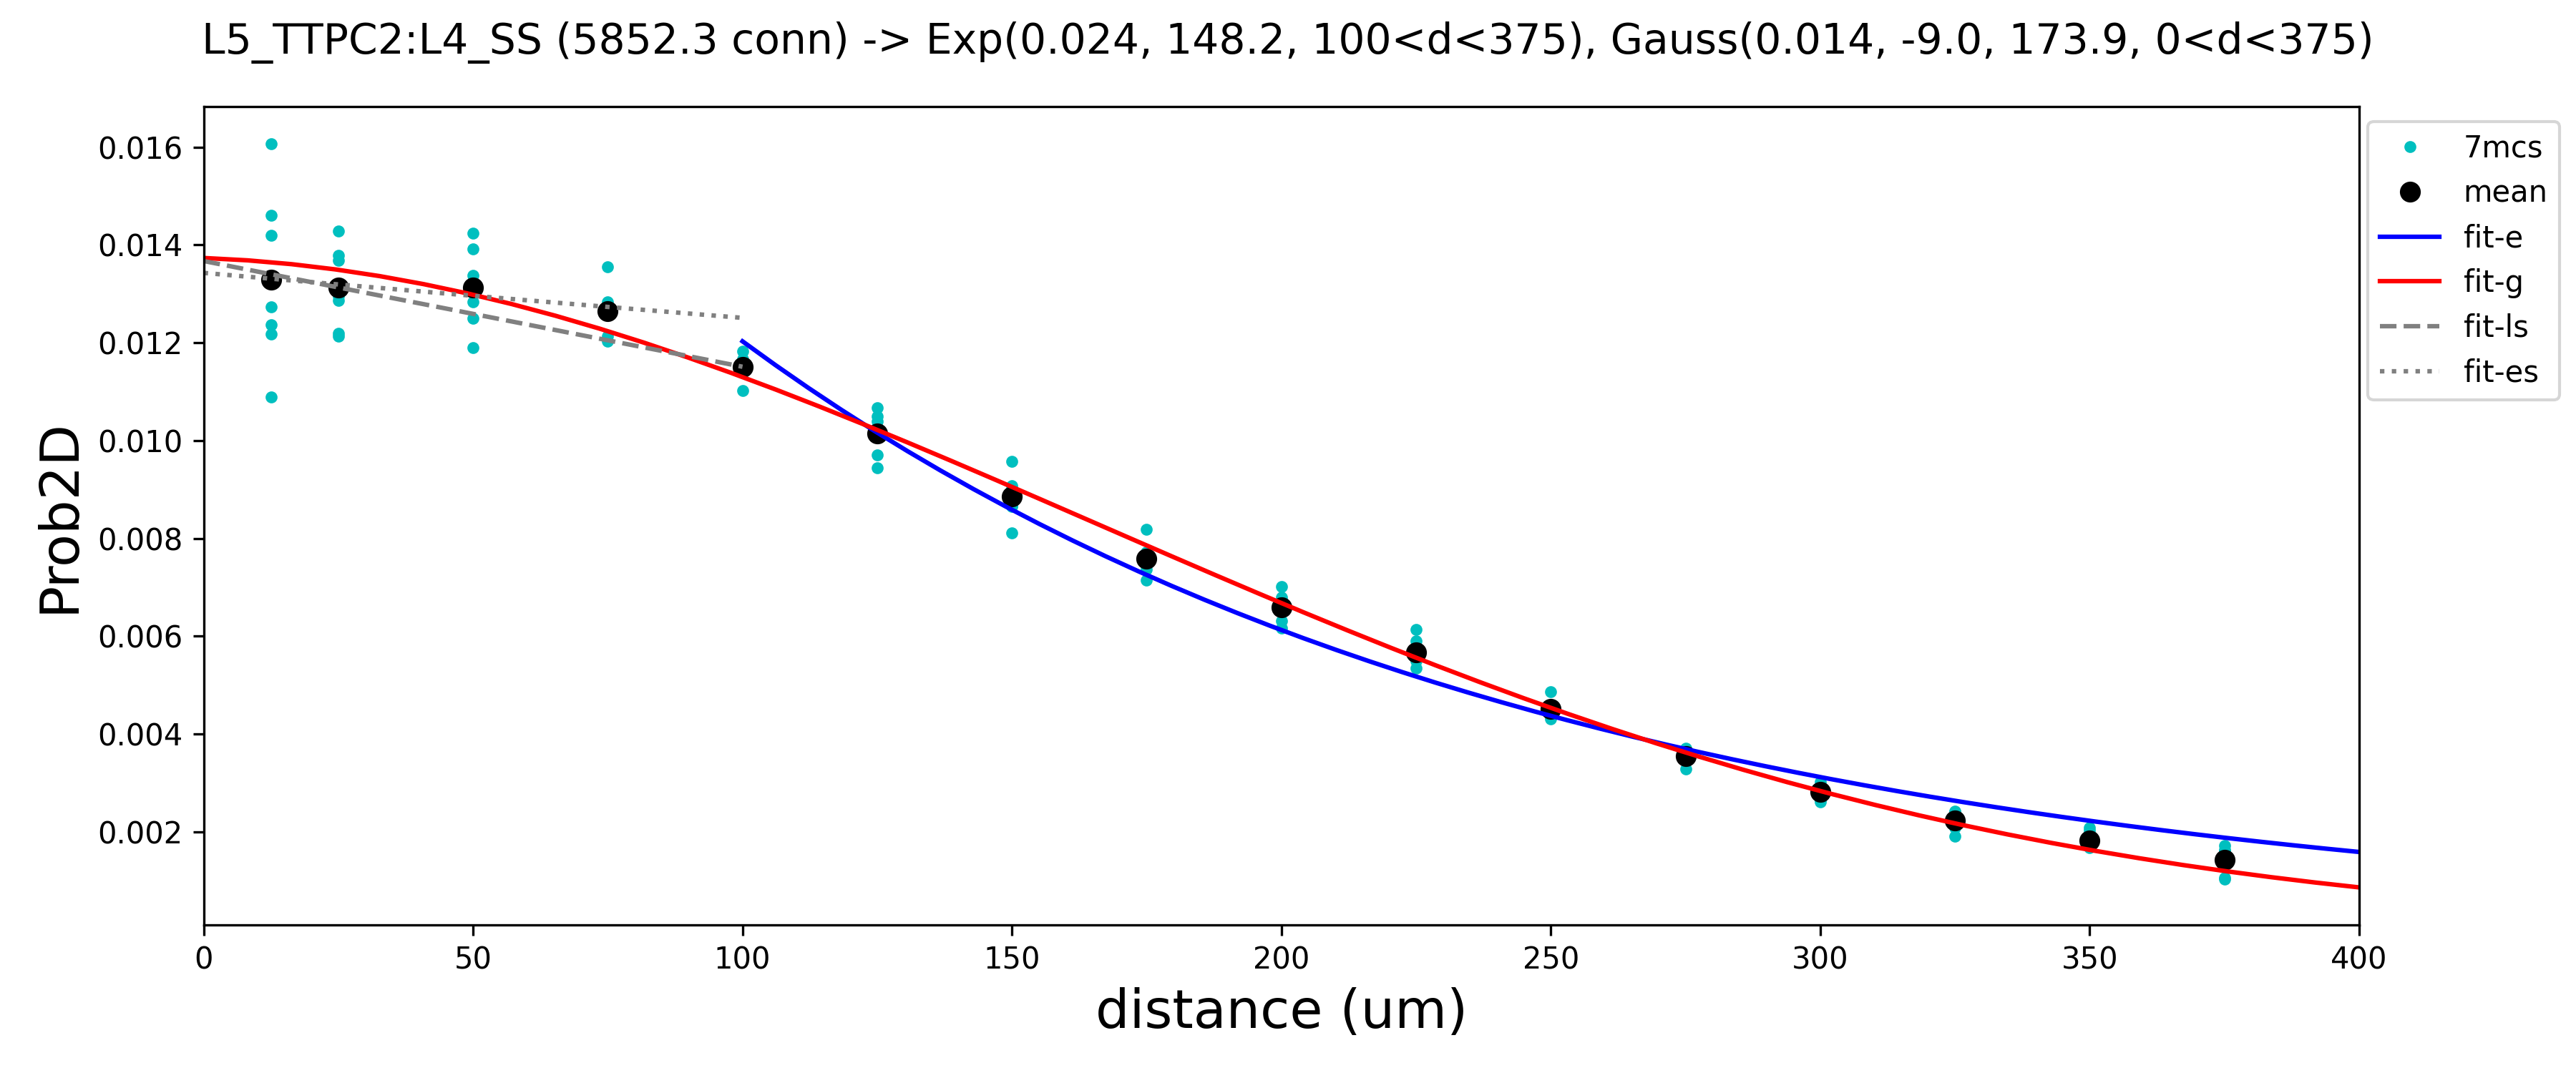 L5_TTPC2:L4_SS (5852.3 conn) -> Exp(0.024, 148.2, 100<d<375), Gauss(0.014, -9.0, 173.9, 0<d<375)
0.016
0.014
0.012
0.010
0.008
0.006
0.004
0.002
Prob2D
0 50 100 150 200 250 300 350 400
distance (um)
7mcs
mean
fit-e
fit-g
fit-ls
fit-es